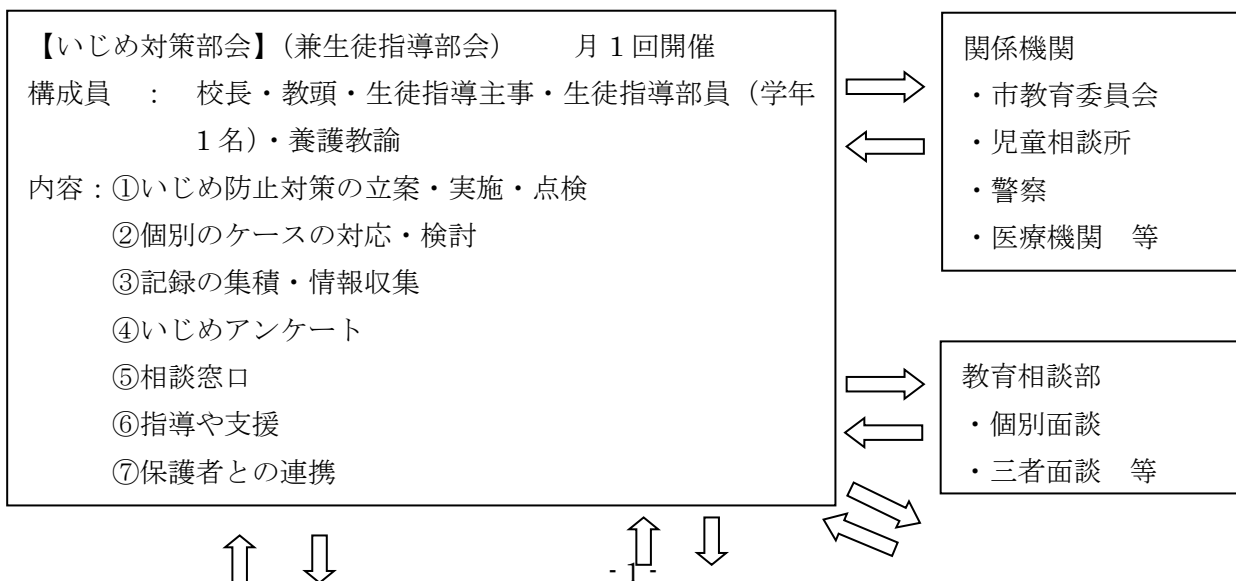 【いじめ対策部会】（兼生徒指導部会）　　月１回開催
構成員　：　校長・教頭・生徒指導主事・生徒指導部員（学年
１名）・養護教諭
内容：①いじめ防止対策の立案・実施・点検
②個別のケースの対応・検討
③記録の集積・情報収集
④いじめアンケート
⑤相談窓口
⑥指導や支援
⑦保護者との連携
関係機関
・市教育委員会
・児童相談所
・警察
・医療機関　等
教育相談部
・個別面談
・三者面談　等
- 1 -